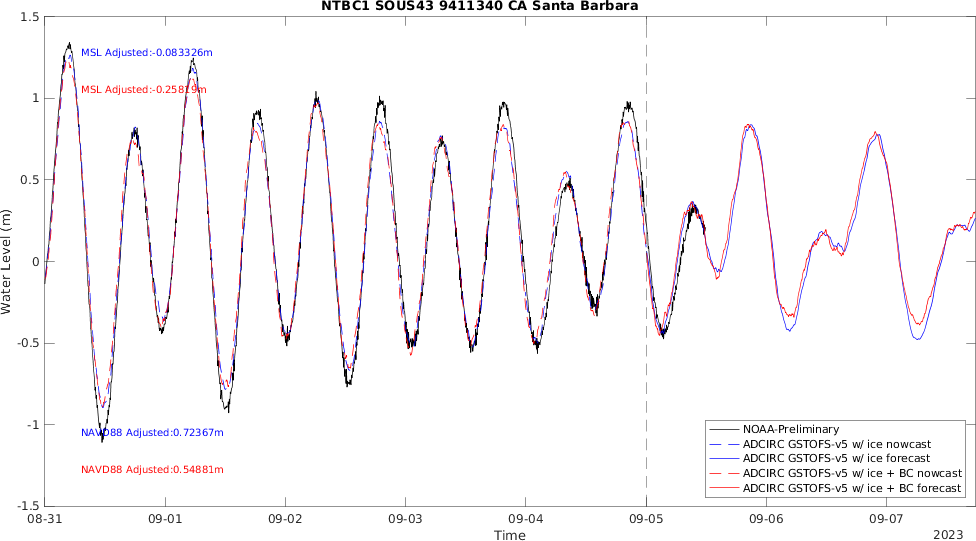 NTBC1 SOUS43 9411340 CA Santa Barbara
1.5
MSL Adjusted:-0.083326m
MSL Adjusted:-0.25819m
1
0.5
0
-0.5
-1
-1.5
Water Level (m)
NAVD88 Adjusted:0.72367m
NAVD88 Adjusted:0.54881m
NOAA-Preliminary
ADCIRC GSTOFS-v5 w/ ice nowcast
ADCIRC GSTOFS-v5 w/ ice forecast
ADCIRC GSTOFS-v5 w/ ice + BC nowcast
ADCIRC GSTOFS-v5 w/ ice + BC forecast
08-31 09-01 09-02 09-03 09-04 09-05 09-06 09-07
Time
2023